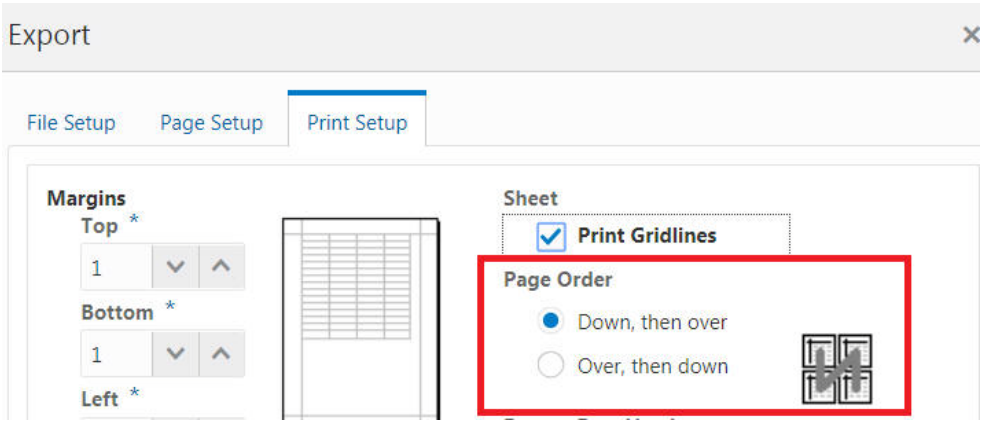 Export
File Setup Page Setup Print Setup
Margins
Top *
1
Bottom *
1
Left *
Sheet
Print Gridlines
Page Order
Down, then over
Over, then down